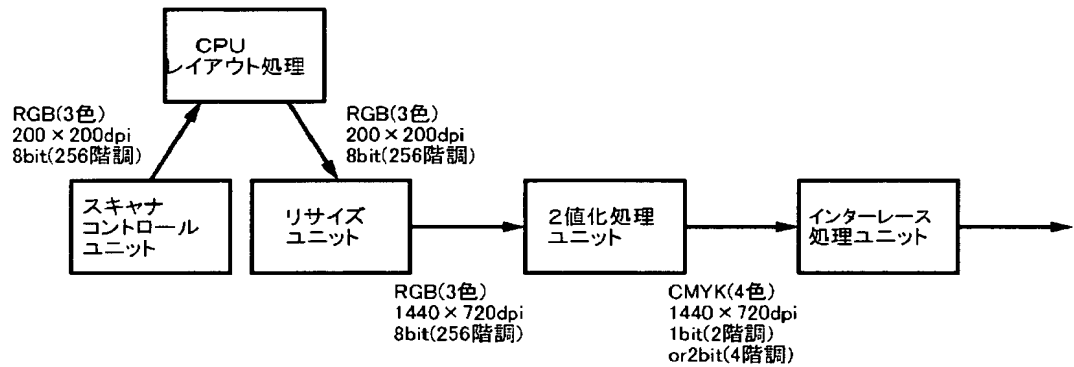 CPU
レイアウト処理
RGB(3色)
200×200dpi
8bit(256階調)
RGB(3色)
200×200dpi
8bit(256階調)
スキャナ
コントロール
ユニット
リサイズ
ユニット
2値化処理
ユニット
インターレース
処理ユニット
RGB(3色)
1440×720dpi
8bit(256階調)
CMYK(4色)
1440×720dpi
1bit(2階調)
or2bit(4階調)